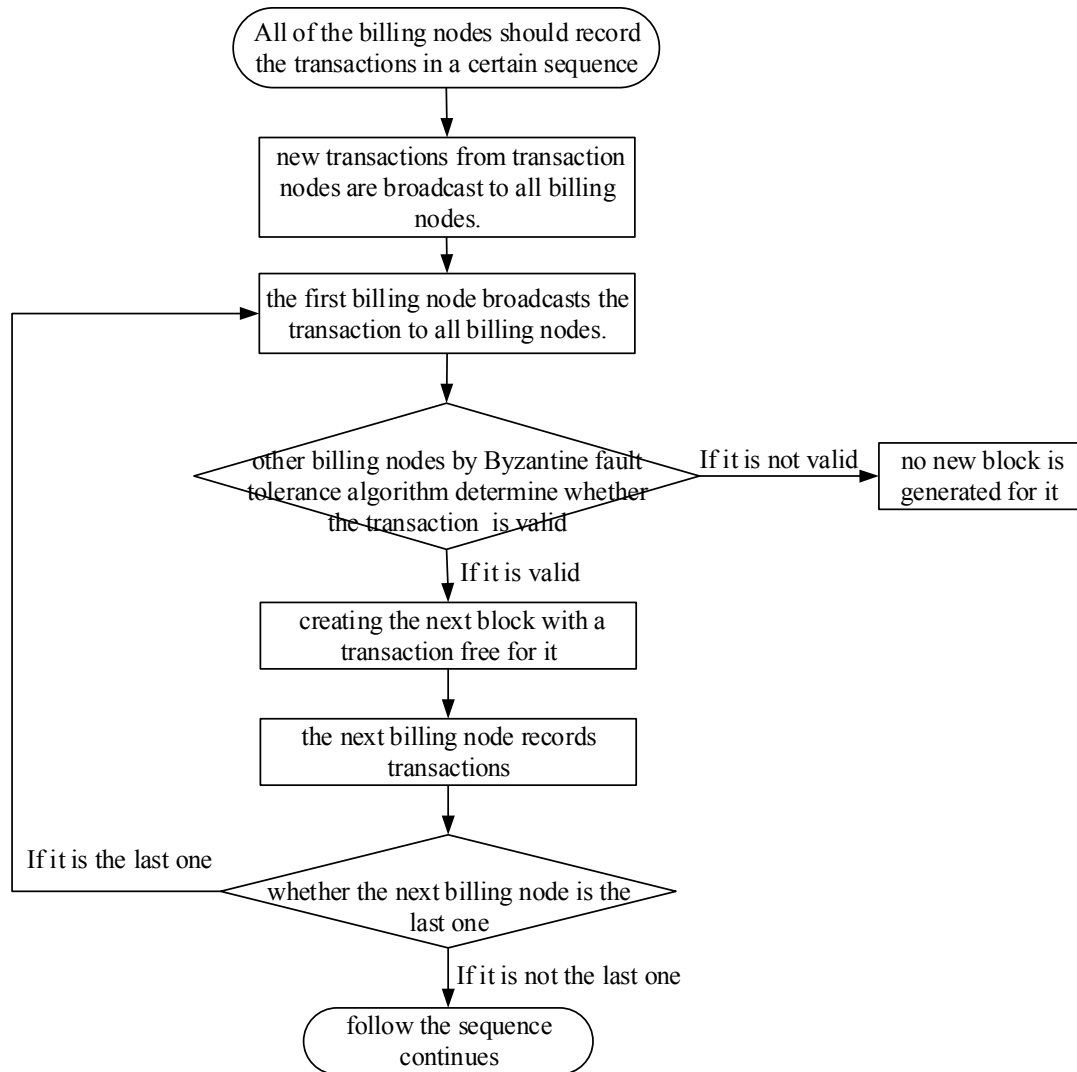 All of the billing nodes should record
the transactions in a certain sequence
new transactions from transaction
nodes are broadcast to all billing
nodes.
the first billing node broadcasts the
transaction to all billing nodes.
other billing nodes by Byzantine fault
tolerance algorithm determine whether
the transaction is valid
If it is not valid
no new block is
generated for it
If it is valid
creating the next block with a
transaction free for it
the next billing node records
transactions
If it is the last one
whether the next billing node is the
last one
If it is not the last one
follow the sequence
continues